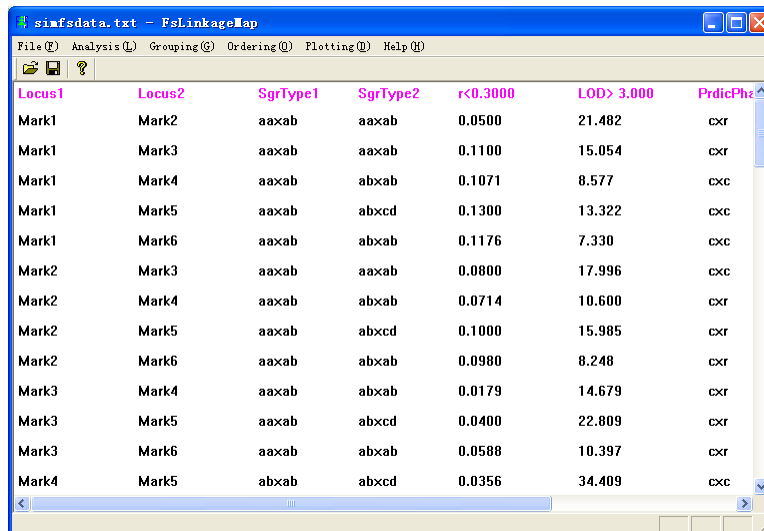 simfsdata.txt - FsLinkageMap
File(F) Analysis(L) Grouping(G) Ordering(O) Plotting(D) Help(H)
Locus1 Locus2 SgrType1 SgrType2 r<0.3000 LOD> 3.000 PrdicPha
Mark1 Mark2 aaxab aaxab 0.0500 21.482 cxr
Mark1 Mark3 aaxab aaxab 0.1100 15.054 cxr
Mark1 Mark4 aaxab abxab 0.1071 8.577 cxc
Mark1 Mark5 aaxab abxcd 0.1300 13.322 cxc
Mark1 Mark6 aaxab abxab 0.1176 7.330 cxc
Mark2 Mark3 aaxab aaxab 0.0800 17.996 cxc
Mark2 Mark4 aaxab abxab 0.0714 10.600 cxr
Mark2 Mark5 aaxab abxcd 0.1000 15.985 cxr
Mark2 Mark6 aaxab abxab 0.0980 8.248 cxr
Mark3 Mark4 aaxab abxab 0.0179 14.679 cxr
Mark3 Mark5 aaxab abxcd 0.0400 22.809 cxr
Mark3 Mark6 aaxab abxab 0.0588 10.397 cxr
Mark4 Mark5 abxab abxcd 0.0356 34.409 cxc